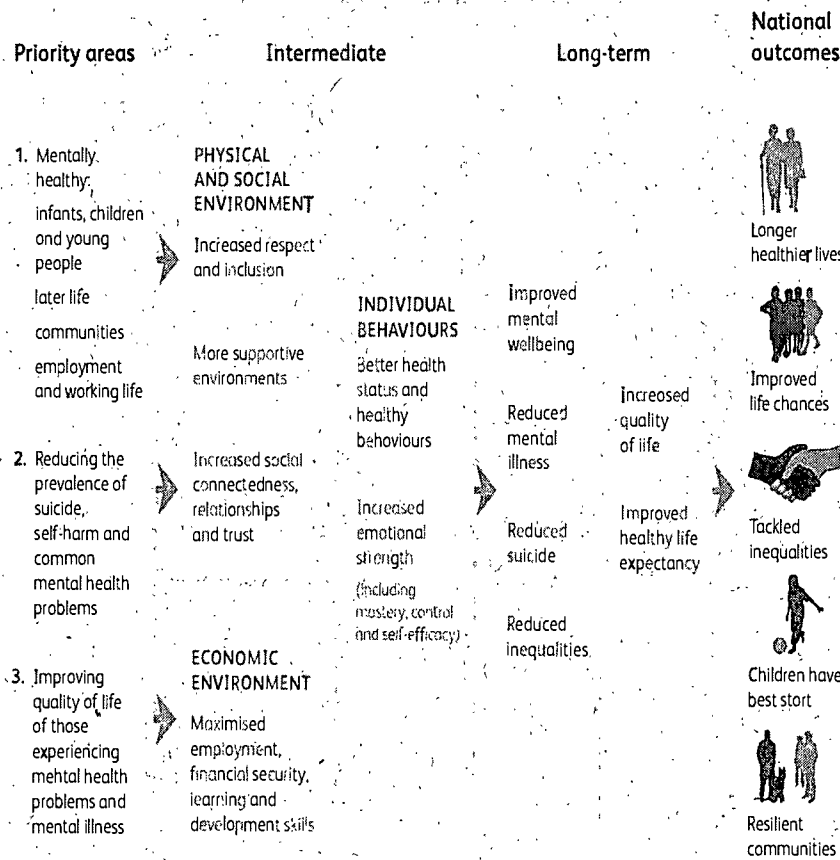 Priority areas
Intermediate
Long-term
National
outcomes
1. Mentally
healthy:
infants, children
ond young
people
later life
communities
employment
and working life
2. Reducing the
prevalence of
suicide,
self-harm and
common
mental health
problems
3. Improving
quality of life
of those
experiencing
mehtal health
problems and
mental illness
PHYSICAL
AND SOCIAL
ENVIRONMENT
Increased respect
and inclusion
More supportive
environments
Increased social
connectedness,
relationships
and trust
ECONOMIC
ENVIRONMENT
Maximised
employment,
financial security,
learning and
development skills
INDIVIDUAL
BEHAVIOURS
Better health
status and
healthy
behoviours
Increased
emotional
strength
(including
mastery, control
and self-efficacy)
Improved
mental
wellbeing
Reduced
mental
illness
Reduced
suicide
Reduced
inequalities
Increosed
quality
of life
Improved
healthy life
expectancy
Longer
healthier lives
Improved
life chances
Tackled
inequalities
Children have
best stort
Resilient
communities